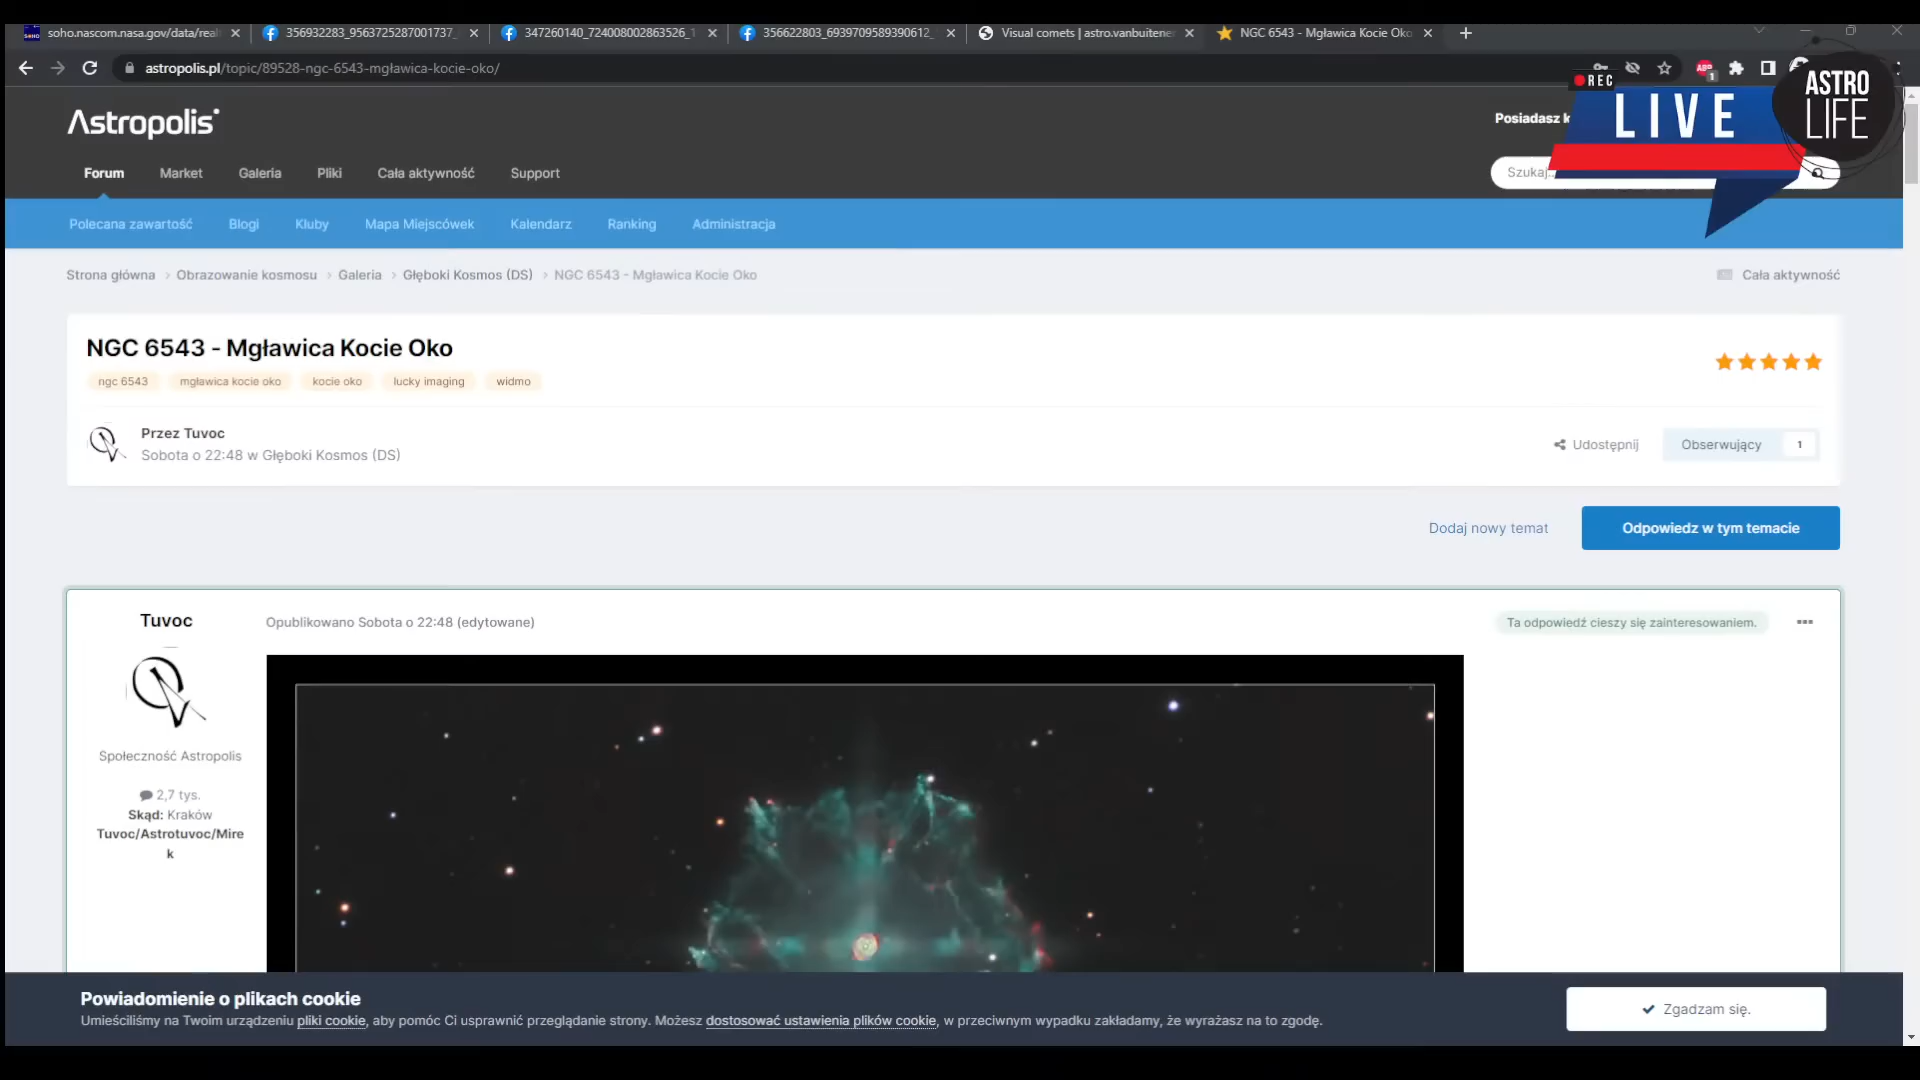 soho.nascom.nasa.gov/data/real
356932283_9563725287001737_
347260140_724008002863526_1
356622803_6939709589390612_
Visual comets | astro.vanbuitene
NGC 6543 - Mgławica Kocie Oko
astropolis.pl/topic/89528-ngc-6543-mgławica-kocie-oko/
ABP
1
REC
LIVE
ASTRO
LIFE
Astropolis
Posiadasz k
Forum
Market
Galeria
Pliki
Cała aktywność
Support
Szukaj...
Polecana zawartość
Blogi
Kluby
Mapa Miejscówek
Kalendarz
Ranking
Administracja
Strona główna
Obrazowanie kosmosu
Galeria
Głęboki Kosmos (DS)
NGC 6543 - Mgławica Kocie Oko
Cała aktywność
NGC 6543 - Mgławica Kocie Oko
ngc 6543
mgławica kocie oko
kocie oko
lucky imaging
widmo
Przez Tuvoc
Sobota o 22:48 w Głęboki Kosmos (DS)
Udostępnij
Obserwujący
1
Dodaj nowy temat
Odpowiedz w tym temacie
Tuvoc
Opublikowano Sobota o 22:48 (edytowane)
Ta odpowiedź cieszy się zainteresowaniem.
Społeczność Astropolis
2,7 tys.
Skąd: Kraków
Tuvoc/Astrotuvoc/Mire
k
Powiadomienie o plikach cookie
Umieściliśmy na Twoim urządzeniu pliki cookie, aby pomóc Ci usprawnić przeglądanie strony. Możesz dostosować ustawienia plików cookie, w przeciwnym wypadku zakładamy, że wyrażasz na to zgodę.
Zgadzam się.